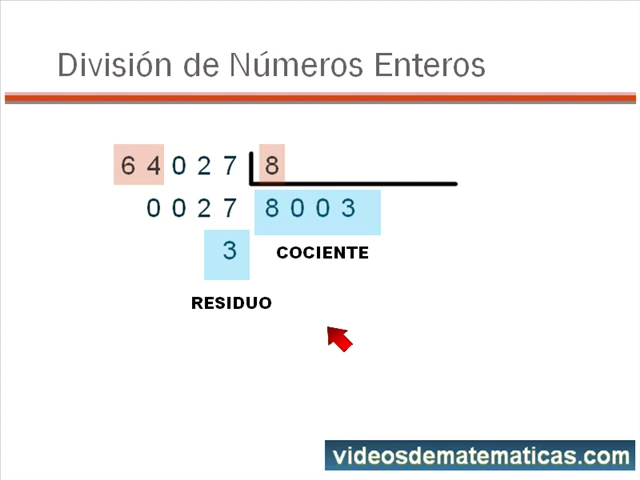 División de Números Enteros
6 4 0 2 7 8
0 0 2 7 8 0 0 3
3 COCIENTE
RESIDUO
videosdematematicas.com